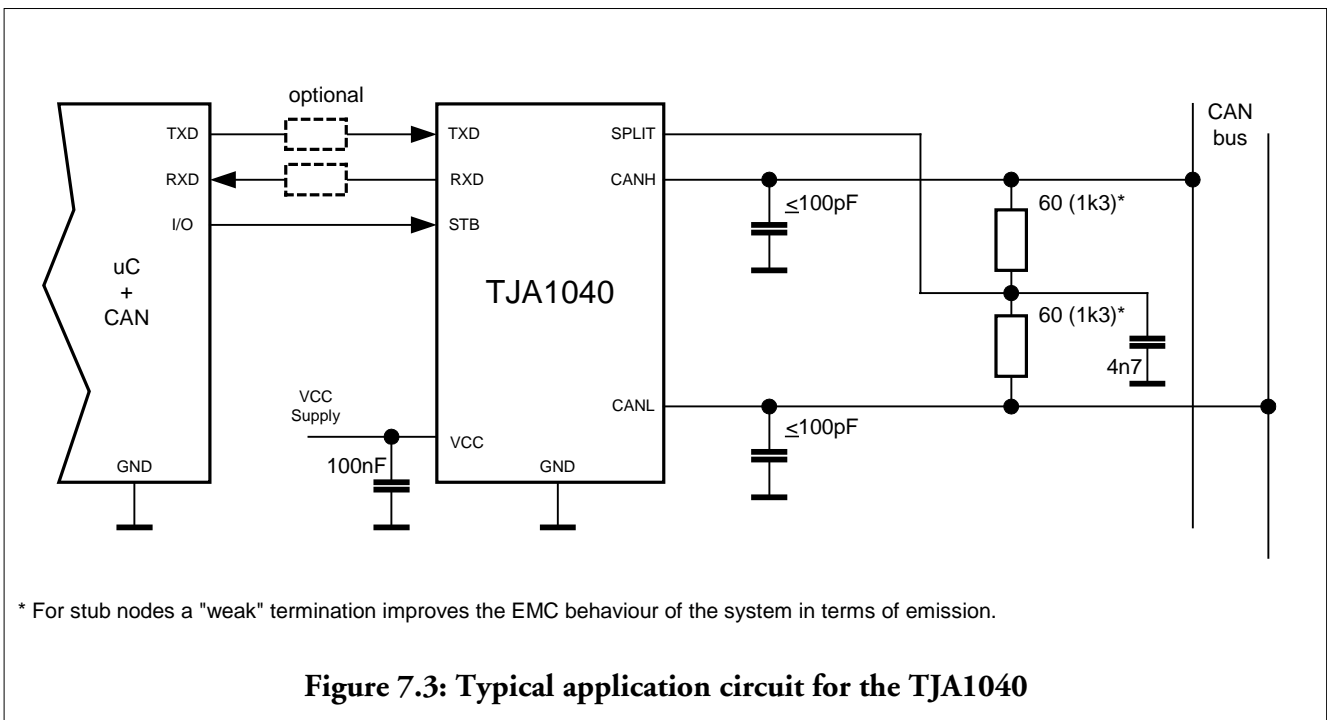 optional
TXD
TXD
SPLIT
CAN
bus
RXD
RXD
CANH
≤100pF
60 (1k3)*
I/O
STB
uC
+
CAN
TJA1040
60 (1k3)*
4n7
VCC
Supply
CANL
≤100pF
VCC
100nF
GND
GND
* For stub nodes a "weak" termination improves the EMC behaviour of the system in terms of emission.
Figure 7.3: Typical application circuit for the TJA1040